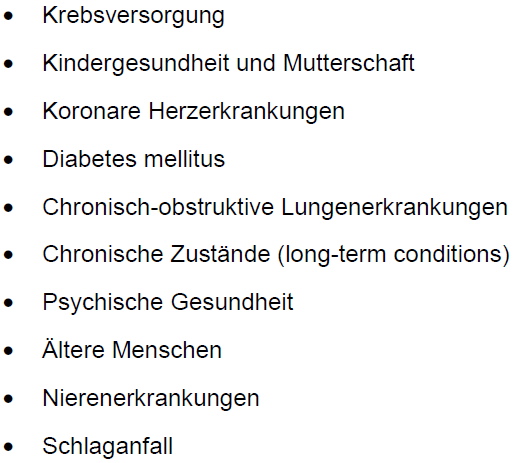 • Krebsversorgung
• Kindergesundheit und Mutterschaft
• Koronare Herzerkrankungen
• Diabetes mellitus
• Chronisch-obstruktive Lungenerkrankungen
• Chronische Zustände (long-term conditions)
• Psychische Gesundheit
• Ältere Menschen
• Nierenerkrankungen
• Schlaganfall